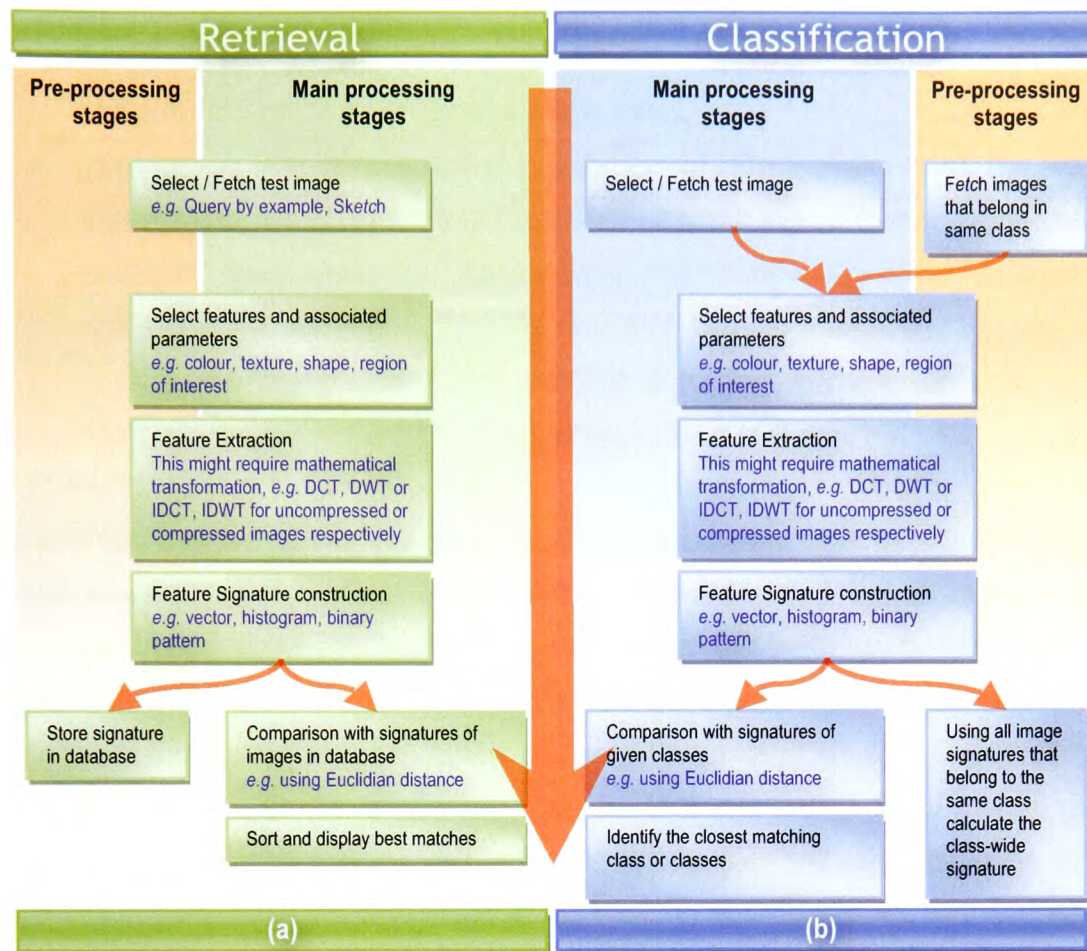 Retrieval
Pre-processing
stages
Main processing
stages
Select / Fetch test image
e.g. Query by example, Sketch
Select features and associated
parameters
e.g. colour, texture, shape, region
of interest
Feature Extraction
This might require mathematical
transformation, e.g. DCT, DWT or
IDCT, IDWT for uncompressed or
compressed images respectively
Feature Signature construction
e.g. vector, histogram, binary
pattern
Store signature
in database
Comparison with signatures of
images in database
e.g. using Euclidian distance
Sort and display best matches
(a)
Classification
Main processing
stages
Pre-processing
stages
Select / Fetch test image
Fetch images
that belong in
same class
Select features and associated
parameters
e.g. colour, texture, shape, region
of interest
Feature Extraction
This might require mathematical
transformation, e.g. DCT, DWT or
IDCT, IDWT for uncompressed or
compressed images respectively
Feature Signature construction
e.g. vector, histogram, binary
pattern
Comparison with signatures of
given classes
e.g. using Euclidian distance
Identify the closest matching
class or classes
Using all image
signatures that
belong to the
same class
calculate the
class-wide
signature
(b)